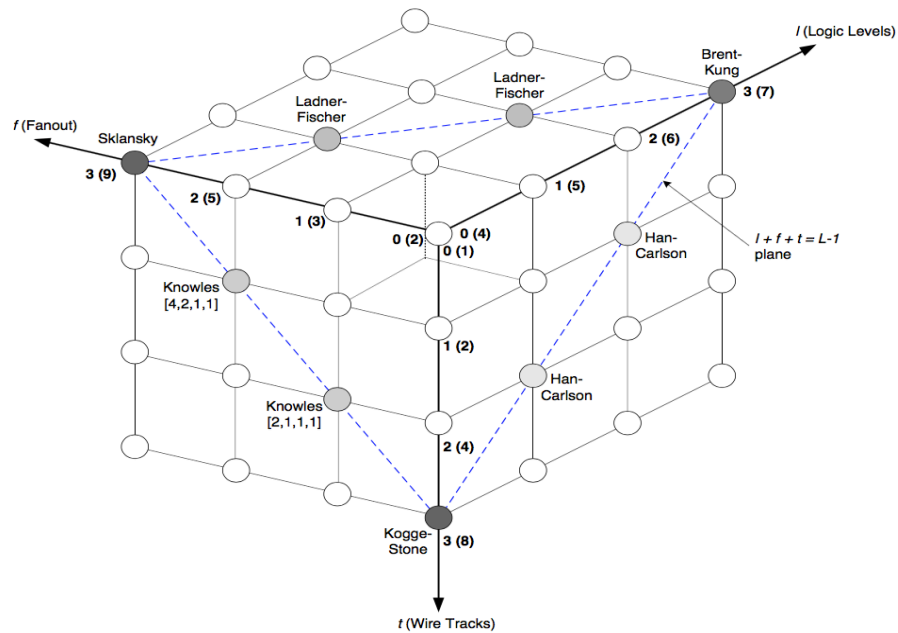 l (Logic Levels)
Brent-
Kung
3 (7)
Ladner-
Fischer
Ladner-
Fischer
f (Fanout)
Sklansky
3 (9)
2 (6)
2 (5)
1 (5)
1 (3)
0 (2)
0 (4)
0 (1)
l + f + t = L-1
plane
Han-
Carlson
Knowles
[4,2,1,1]
1 (2)
Han-
Carlson
Knowles
[2,1,1,1]
2 (4)
Kogge-
Stone
3 (8)
t (Wire Tracks)